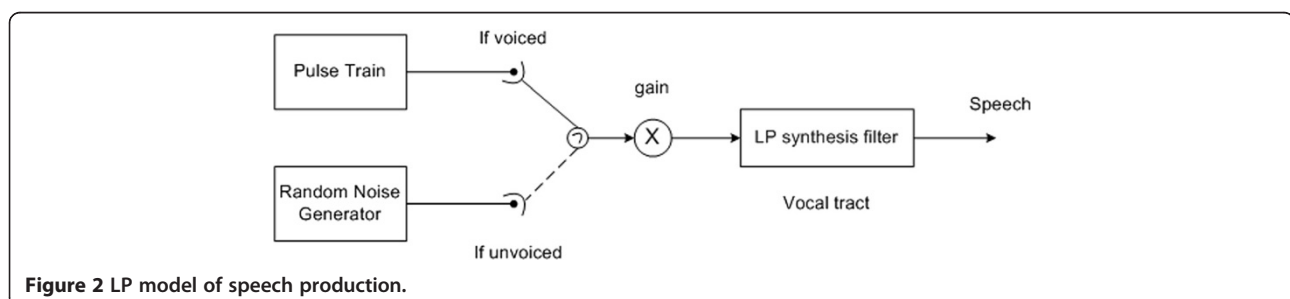 If voiced
Pulse Train
gain
Speech
X
LP synthesis filter
Random Noise
Generator
Vocal tract
If unvoiced
Figure 2 LP model of speech production.